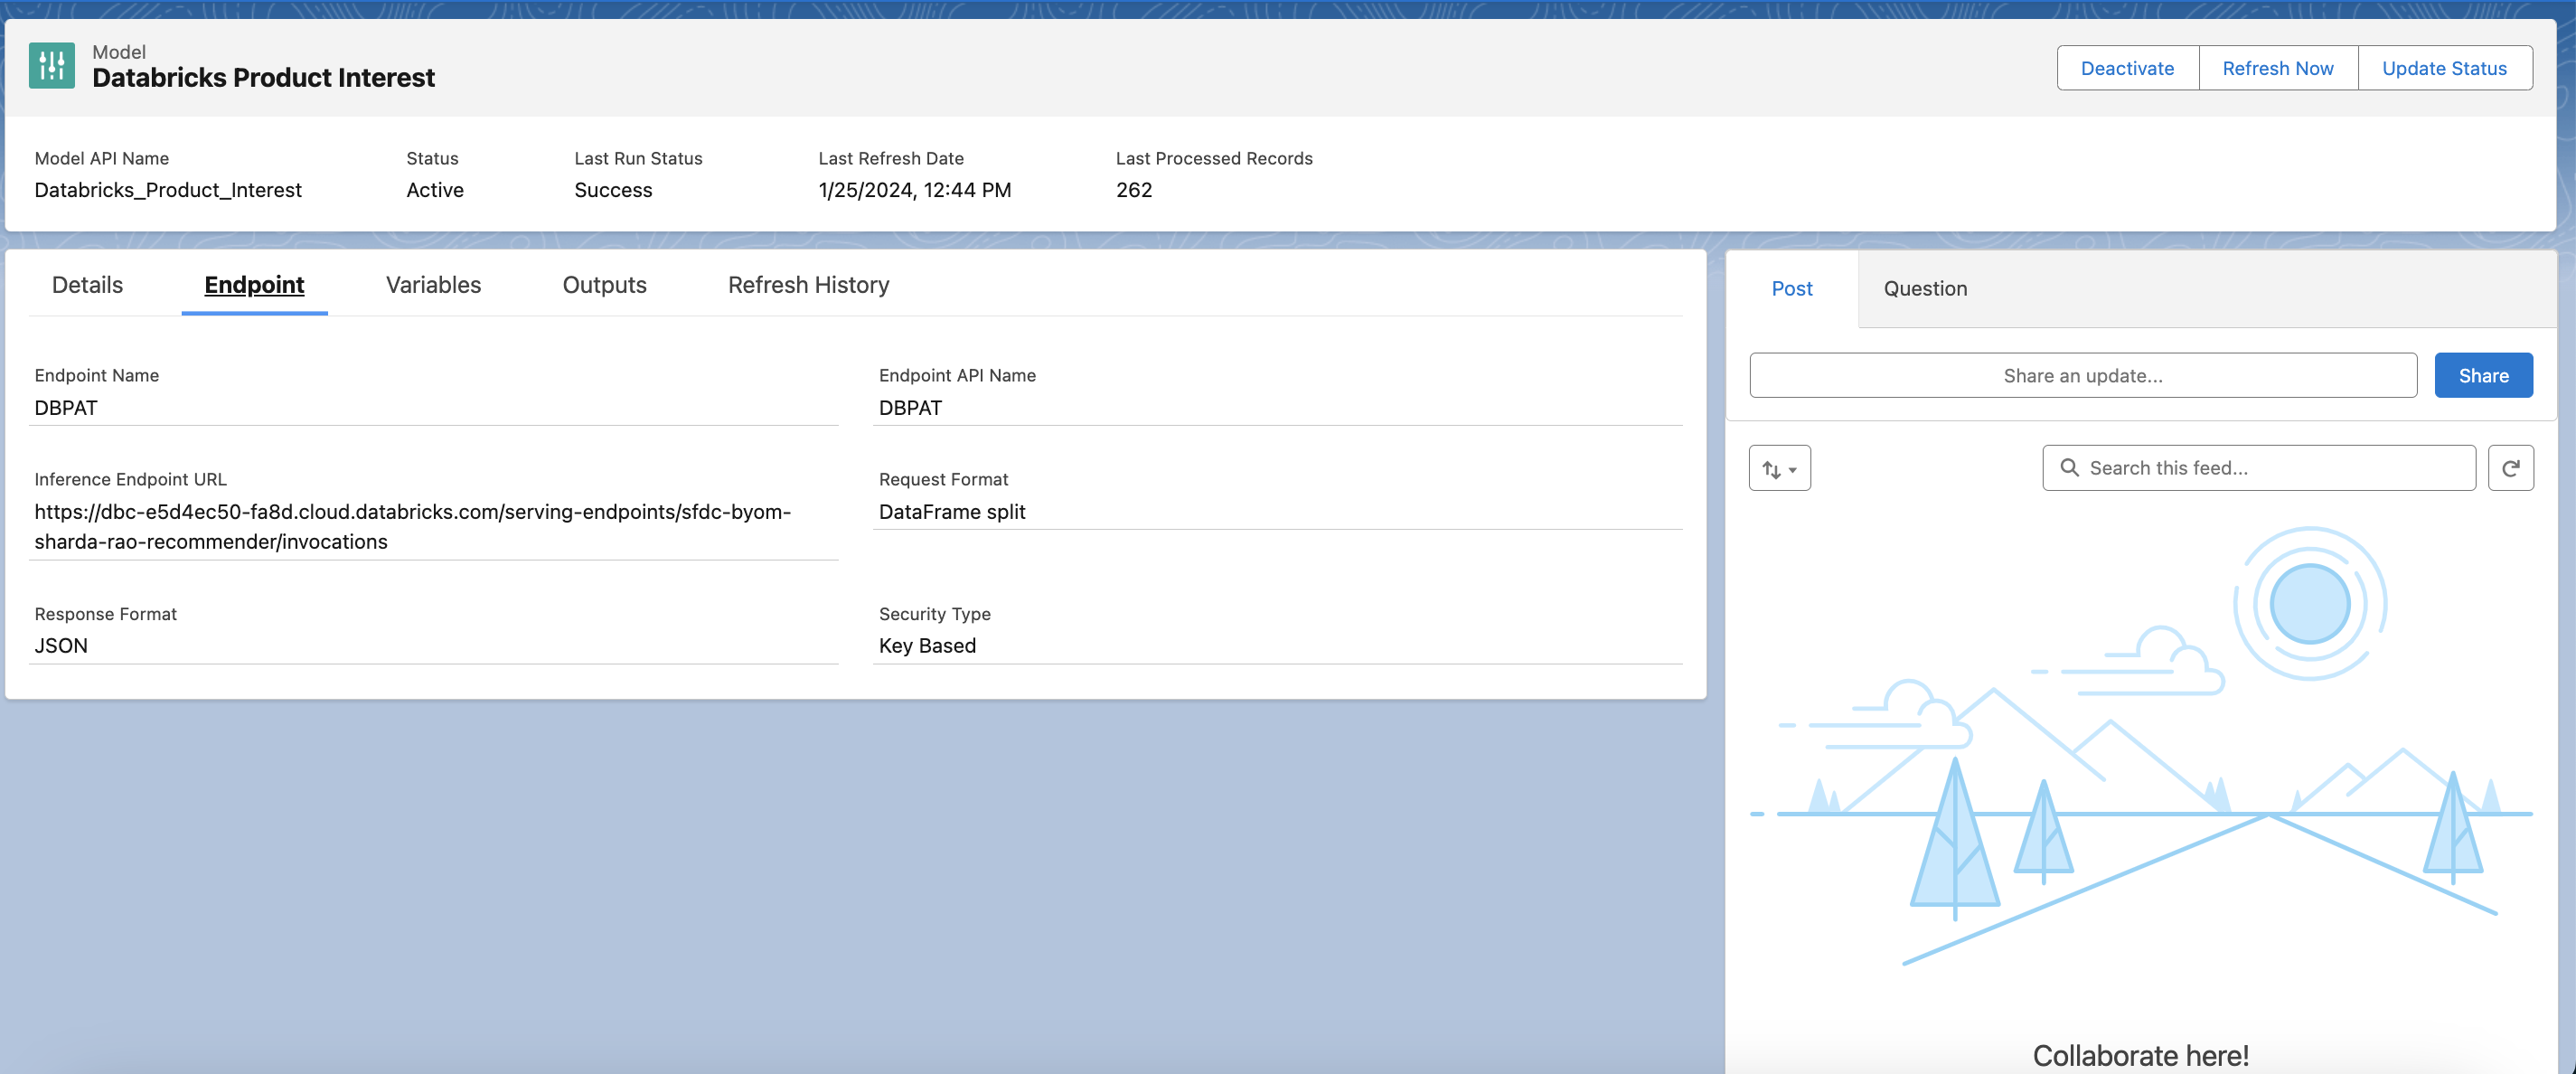 Model
Databricks Product Interest
Deactivate
Refresh Now
Update Status
Model API Name
Databricks_Product_Interest
Status
Active
Last Run Status
Success
Last Refresh Date
1/25/2024, 12:44 PM
Last Processed Records
262
Details
Endpoint
Variables
Outputs
Refresh History
Endpoint Name
DBPAT
Endpoint API Name
DBPAT
Inference Endpoint URL
https://dbc-e5d4ec50-fa8d.cloud.databricks.com/serving-endpoints/sfdc-byom-
sharda-rao-recommender/invocations
Request Format
DataFrame split
Response Format
JSON
Security Type
Key Based
Post
Question
Share an update...
Share
Search this feed...
Collaborate here!